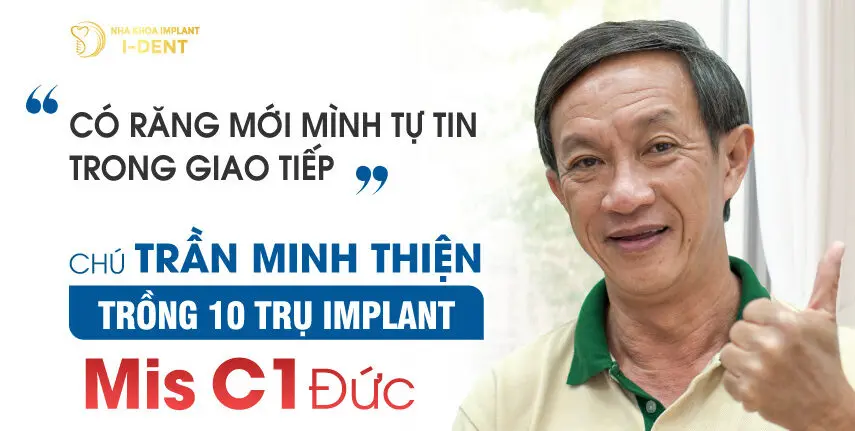 NHA KHOA IMPLANT
I-DENT
“ CÓ RĂNG MỚI MÌNH TỰ TIN
TRONG GIAO TIẾP ”
CHÚ TRẦN MINH THIỆN
TRỒNG 10 TRỤ IMPLANT
Mis C1 Đức